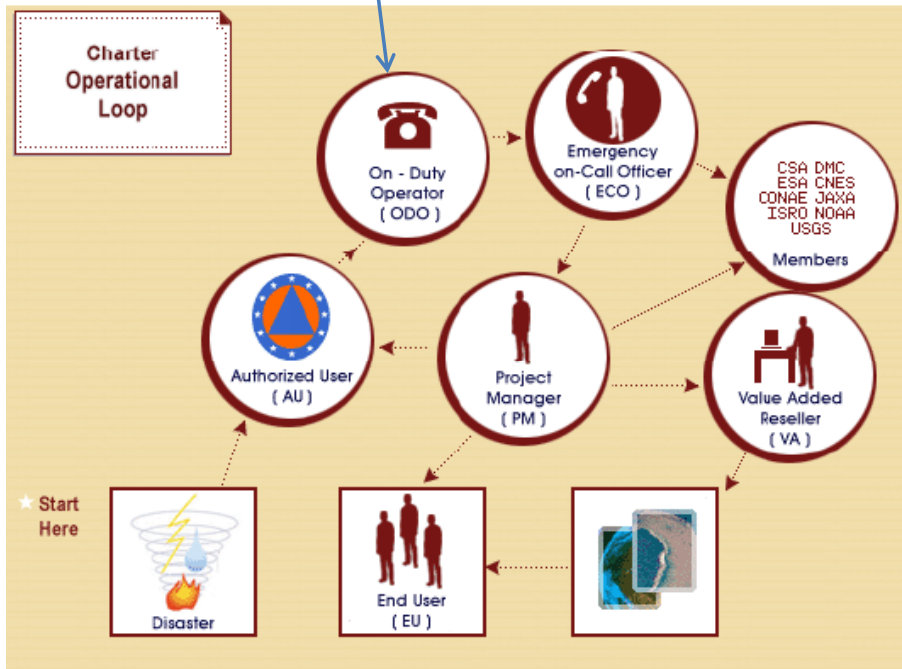 Charter
Operational
Loop
On - Duty
Operator
( ODO )
Emergency
on-Call Officer
( ECO )
CSA DMC
ESA CNES
CONAE JAXA
ISRO NOAA
USGS
Members
Authorized User
( AU )
Project
Manager
( PM )
Value Added
Reseller
( VA )
Start
Here
Disaster
End User
( EU )